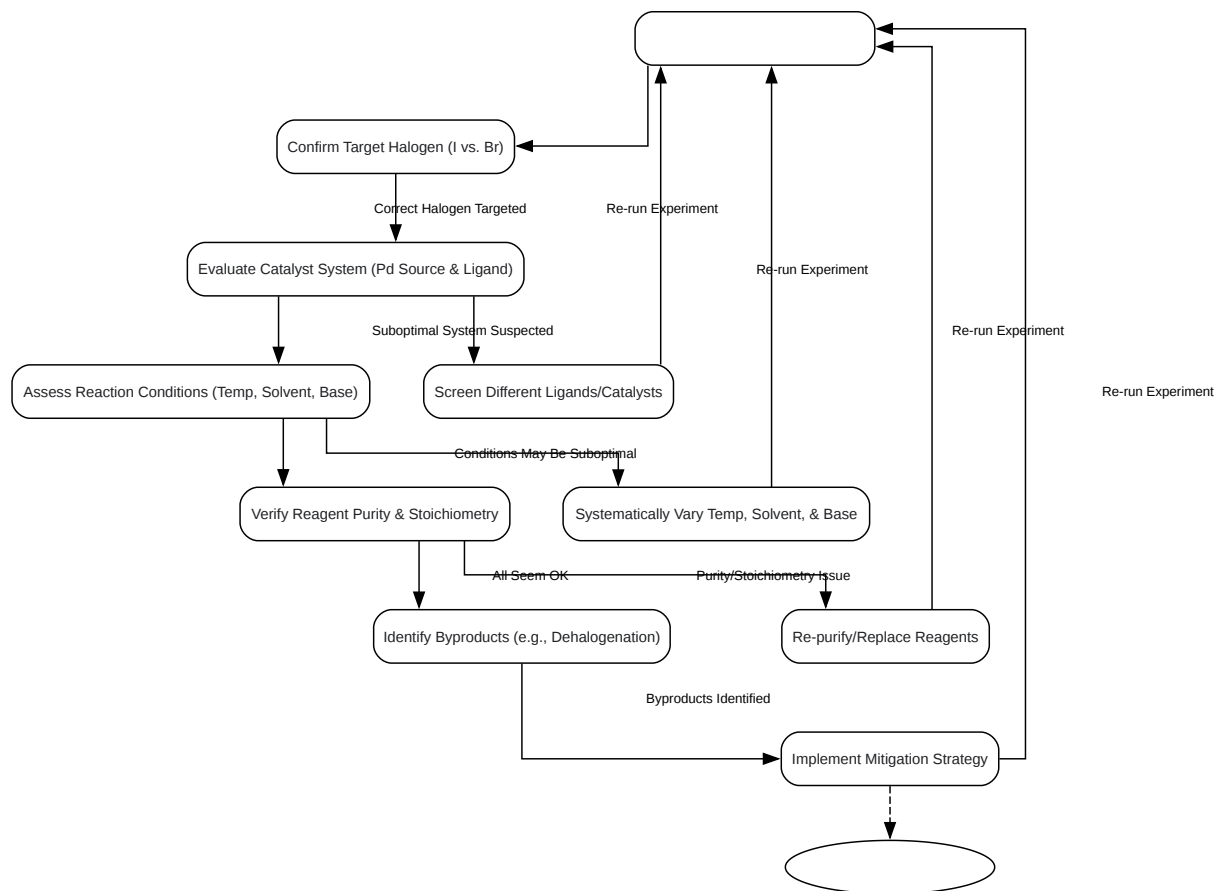 Confirm Target Halogen (I vs. Br)
Correct Halogen Targeted
Re-run Experiment
Evaluate Catalyst System (Pd Source & Ligand)
Re-run Experiment
Suboptimal System Suspected
Re-run Experiment
Assess Reaction Conditions (Temp, Solvent, Base)
Screen Different Ligands/Catalysts
Re-run Experiment
Conditions May Be Suboptimal
Verify Reagent Purity & Stoichiometry
Systematically Vary Temp, Solvent, & Base
All Seem OK
Purity/Stoichiometry Issue
Identify Byproducts (e.g., Dehalogenation)
Re-purify/Replace Reagents
Byproducts Identified
Implement Mitigation Strategy